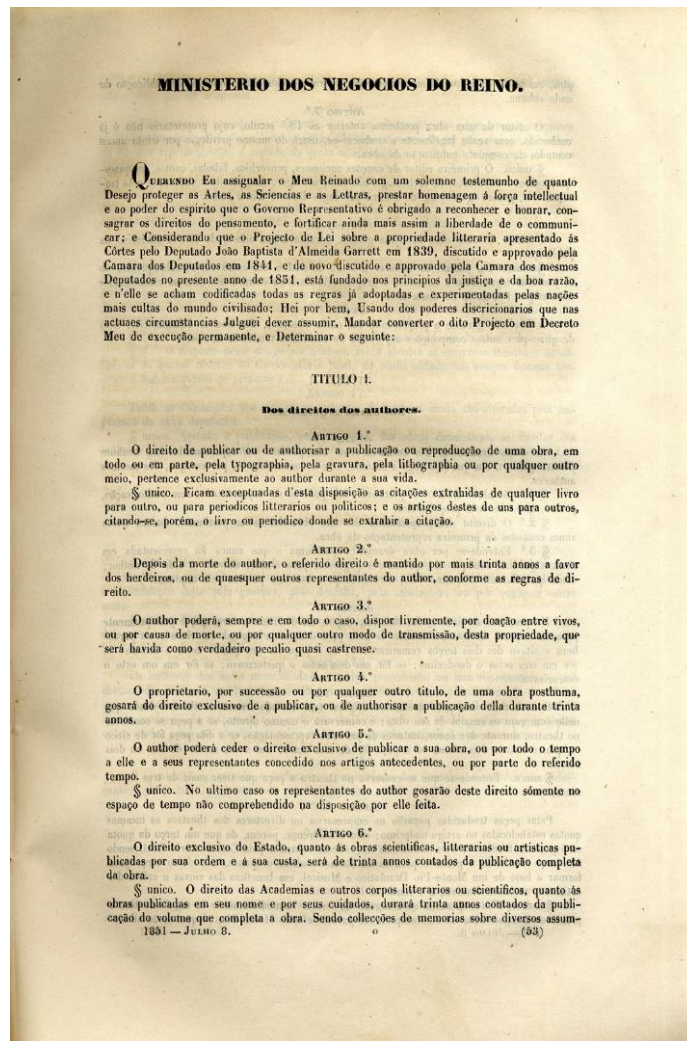 MINISTERIO DOS NEGOCIOS DO REINO.
QUERENDO Eu assignalar o Meu Reinado com um solemne testemunho de quanto
Desejo proteger as Artes, as Sciencias e as Lettras, prestar homenagem á força intellectual
e ao poder do espirito que o Governo Representativo é obrigado a reconhecer e honrar, con-
sagrar os direitos do pensamento, e fortificar ainda mais assim a liberdade de o communi-
car; e Considerando que o Projecto de Lei sobre a propriedade litteraria apresentado ás
Côrtes pelo Deputado João Baptista d'Almeida Garrett em 1839, discutido e approvado pela
Camara dos Deputados em 1841, e de novo discutido e approvado pela Camara dos mesmos
Deputados no presente anno de 1851, está fundado nos principios da justiça e da boa razão,
e n'elle se acham codificadas todas as regras já adoptadas e experimentadas pelas nações
mais cultas do mundo civilisado; Hei por bem, Usando dos poderes discricionarios que nas
actuaes circumstancias Julguei dever assumir, Mandar converter o dito Projecto em Decreto
Meu de execução permanente, e Determinar o seguinte:
TITULO I.
Dos direitos dos authores.
ARTIGO 1.º
O direito de publicar ou de authorisar a publicação ou reproducção de uma obra, em
todo ou em parte, pela typographia, pela gravura, pela lithographia ou por qualquer outro
meio, pertence exclusivamente ao author durante a sua vida.
§ unico. Ficam exceptuadas d'esta disposição as citações extrahidas de qualquer livro
para outro, ou para periodicos litterarios ou politicos; e os artigos destes de uns para outros,
citando-se, porém, o livro ou periodico donde se extrahir a citação.
ARTIGO 2.º
Depois da morte do author, o referido direito é mantido por mais trinta annos a favor
dos herdeiros, ou de quaesquer outros representantes do author, conforme as regras de di-
reito.
ARTIGO 3.º
O author poderá, sempre e em todo o caso, dispor livremente, por doação entre vivos,
ou por causa de morte, ou por qualquer outro modo de transmissão, desta propriedade, que
será havida como verdadeiro peculio quasi castrense.
ARTIGO 4.º
O proprietario, por successão ou por qualquer outro titulo, de uma obra posthuma,
gosará do direito exclusivo de a publicar, ou de authorisar a publicação della durante trinta
annos.
ARTIGO 5.º
O author poderá ceder o direito exclusivo de publicar a sua obra, ou por todo o tempo
a elle e a seus representantes concedido nos artigos antecedentes, ou por parte do referido
tempo.
§ unico. No ultimo caso os representantes do author gosarão deste direito sómente no
espaço de tempo não comprehendido na disposição por elle feita.
ARTIGO 6.º
O direito exclusivo do Estado, quanto ás obras scientificas, litterarias ou artisticas pu-
blicadas por sua ordem e á sua custa, será de trinta annos contados da publicação completa
da obra.
§ unico. O direito das Academias e outros corpos litterarios ou scientificos, quanto ás
obras publicadas em seu nome e por seus cuidados, durará trinta annos contados da publi-
cação do volume que completa a obra. Sendo collecções de memorias sobre diversos assum-
1851 — JULHO 8. o (53)